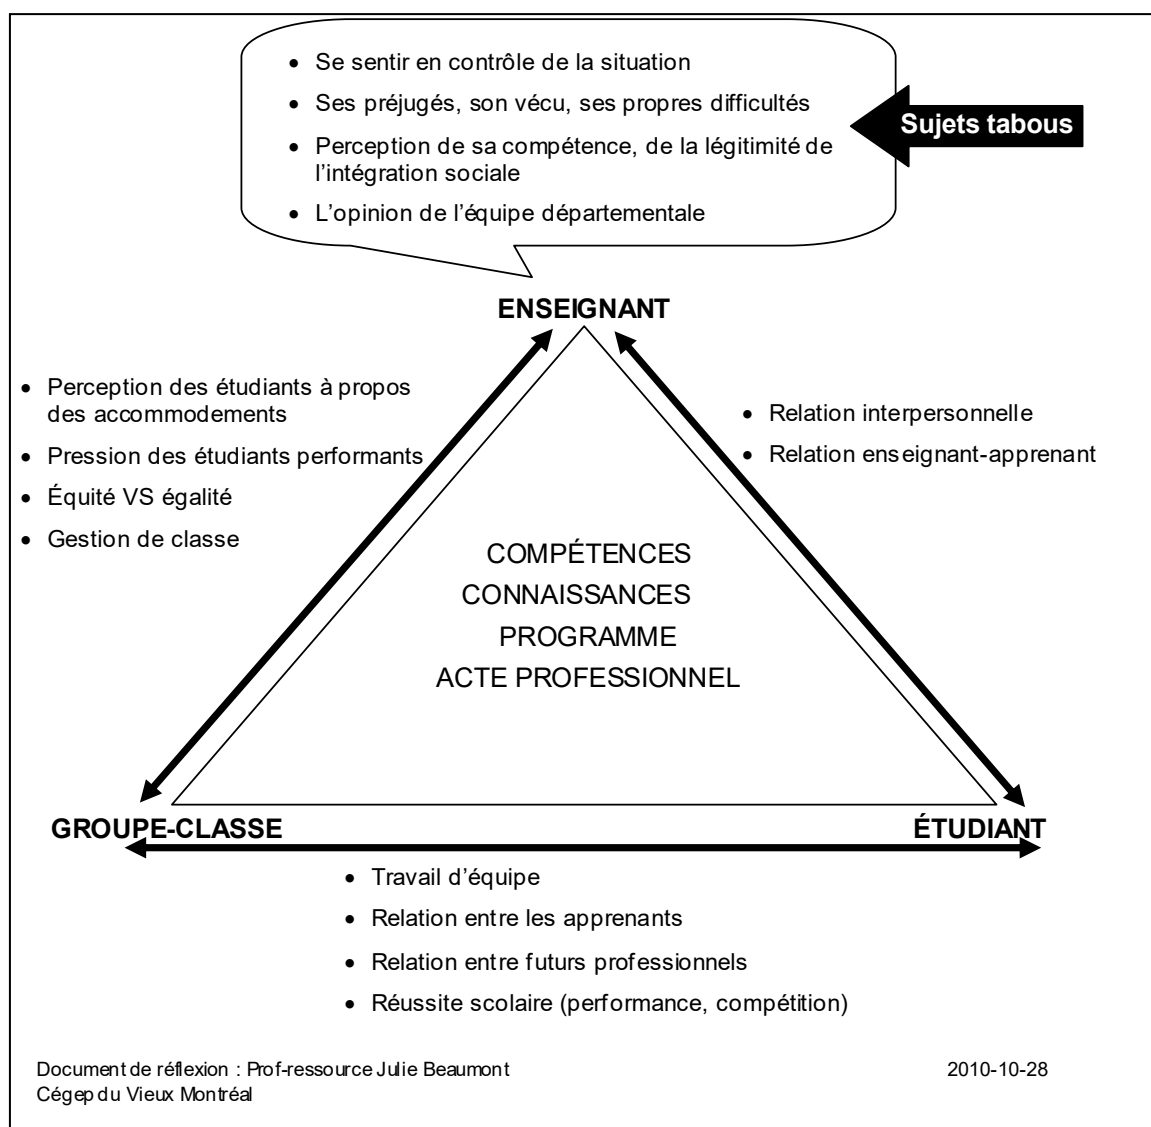 • Se sentir en contrôle de la situation
• Ses préjugés, son vécu, ses propres difficultés
• Perception de sa compétence, de la légitimité de
l'intégration sociale
• L'opinion de l'équipe départementale
Sujets tabous
ENSEIGNANT
• Perception des étudiants à propos
des accommodements
• Pression des étudiants performants
• Équité VS égalité
• Gestion de classe
• Relation interpersonnelle
• Relation enseignant-apprenant
COMPÉTENCES
CONNAISSANCES
PROGRAMME
ACTE PROFESSIONNEL
GROUPE-CLASSE
ÉTUDIANT
• Travail d'équipe
• Relation entre les apprenants
• Relation entre futurs professionnels
• Réussite scolaire (performance, compétition)
Document de réflexion : Prof-ressource Julie Beaumont
2010-10-28
Cégep du Vieux Montréal